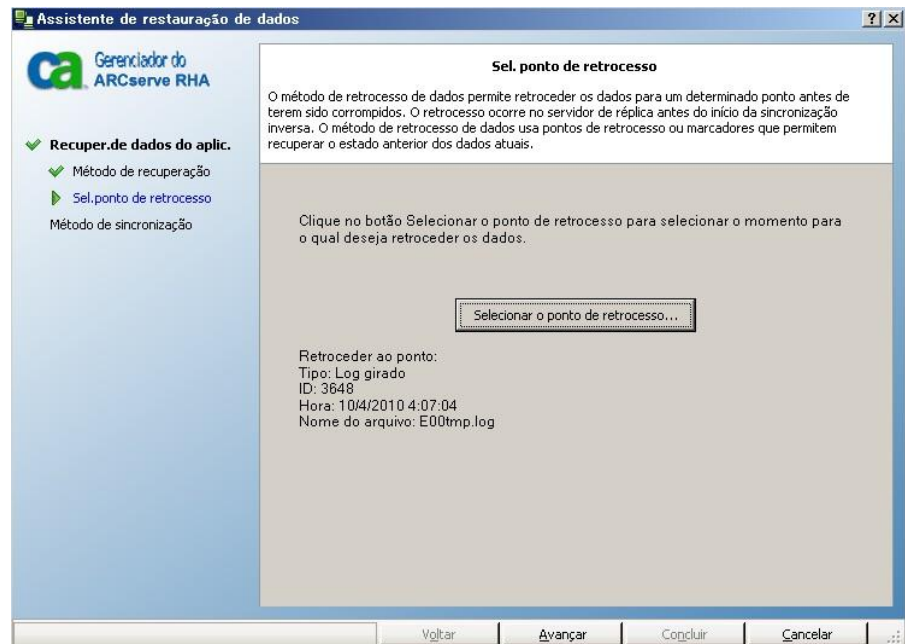 Assistente de restauração de dados
ca
Gerenciador do
ARCserve RHA
Recuper.de dados do aplic.
Método de recuperação
Sel.ponto de retrocesso
Método de sincronização
Sel. ponto de retrocesso
O método de retrocesso de dados permite retroceder os dados para um determinado ponto antes de
terem sido corrompidos. O retrocesso ocorre no servidor de réplica antes do início da sincronização
inversa. O método de retrocesso de dados usa pontos de retrocesso ou marcadores que permitem
recuperar o estado anterior dos dados atuais.
Clique no botão Selecionar o ponto de retrocesso para selecionar o momento para
o qual deseja retroceder os dados.
Selecionar o ponto de retrocesso...
Retroceder ao ponto:
Tipo: Log girado
ID: 3648
Hora: 10/4/2010 4:07:04
Nome do arquivo: E00tmp.log
Voltar Avançar Concluir Cancelar